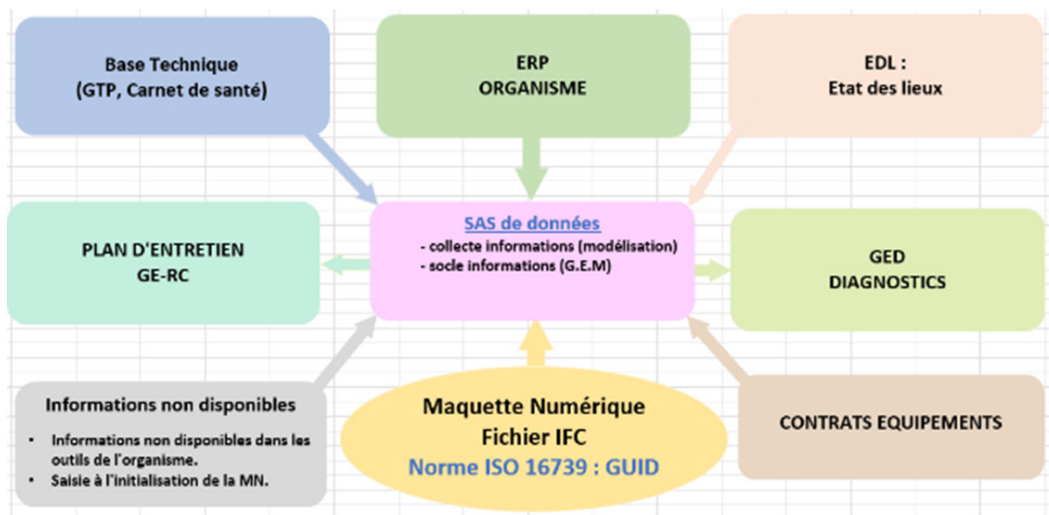 Base Technique
(GTP, Carnet de santé)
ERP
ORGANISME
EDL :
Etat des lieux
PLAN D'ENTRETIEN
GE-RC
SAS de données
- collecte informations (modélisation)
- socle informations (G.E.M)
GED
DIAGNOSTICS
Informations non disponibles
• Informations non disponibles dans les
outils de l'organisme.
• Saisie à l'initialisation de la MN.
Maquette Numérique
Fichier IFC
Norme ISO 16739 : GUID
CONTRATS EQUIPEMENTS